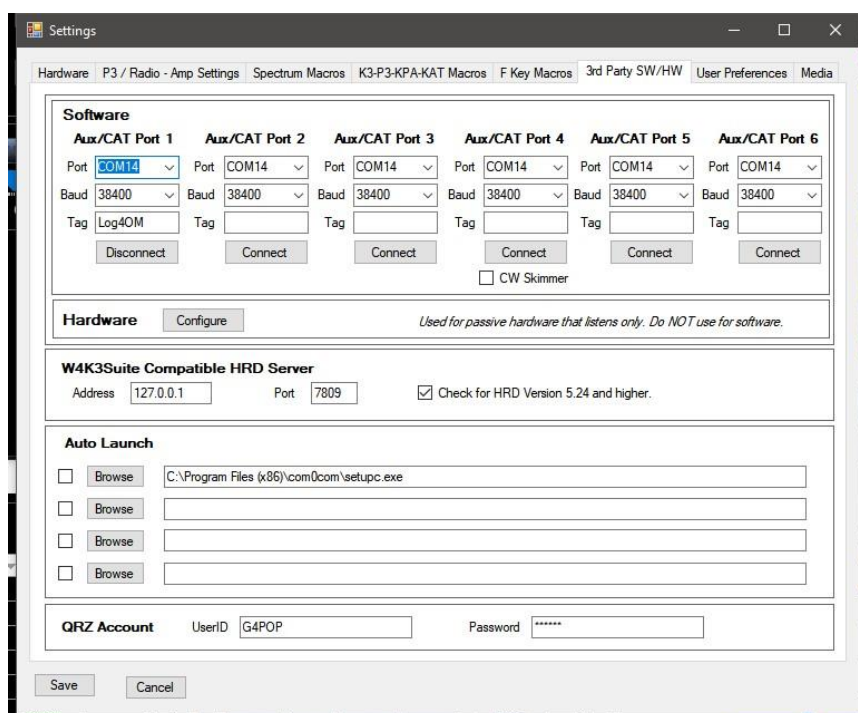 Settings
Hardware P3 / Radio - Amp Settings Spectrum Macros K3-P3-KPA-KAT Macros F Key Macros 3rd Party SW/HW User Preferences Media
Software
Aux/CAT Port 1 Aux/CAT Port 2 Aux/CAT Port 3 Aux/CAT Port 4 Aux/CAT Port 5 Aux/CAT Port 6
Port COM14 Port COM14 Port COM14 Port COM14 Port COM14 Port COM14
Baud 38400 Baud 38400 Baud 38400 Baud 38400 Baud 38400 Baud 38400
Tag Log4OM Tag Tag Tag Tag Tag
Disconnect Connect Connect Connect Connect Connect
CW Skimmer
Hardware Configure Used for passive hardware that listens only. Do NOT use for software.
W4K3Suite Compatible HRD Server
Address 127.0.0.1 Port 7809 Check for HRD Version 5.24 and higher.
Auto Launch
Browse C:\Program Files (x86)\com0com\setupc.exe
Browse
Browse
Browse
QRZ Account UserID G4POP Password ******
Save Cancel